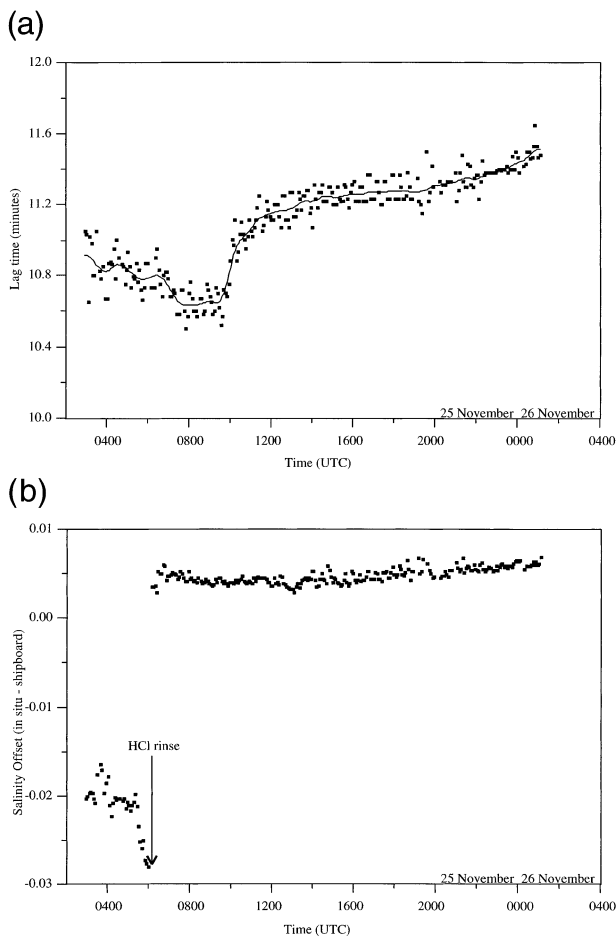 (a)
12.0
11.6
11.2
10.8
10.4
10.0
Lag time (minutes)
25 November 26 November
0400 0800 1200 1600 2000 0000 0400
Time (UTC)
(b)
0.01
0.00
-0.01
-0.02
-0.03
Salinity Offset (in situ - shipboard)
HCl rinse
25 November 26 November
0400 0800 1200 1600 2000 0000 0400
Time (UTC)